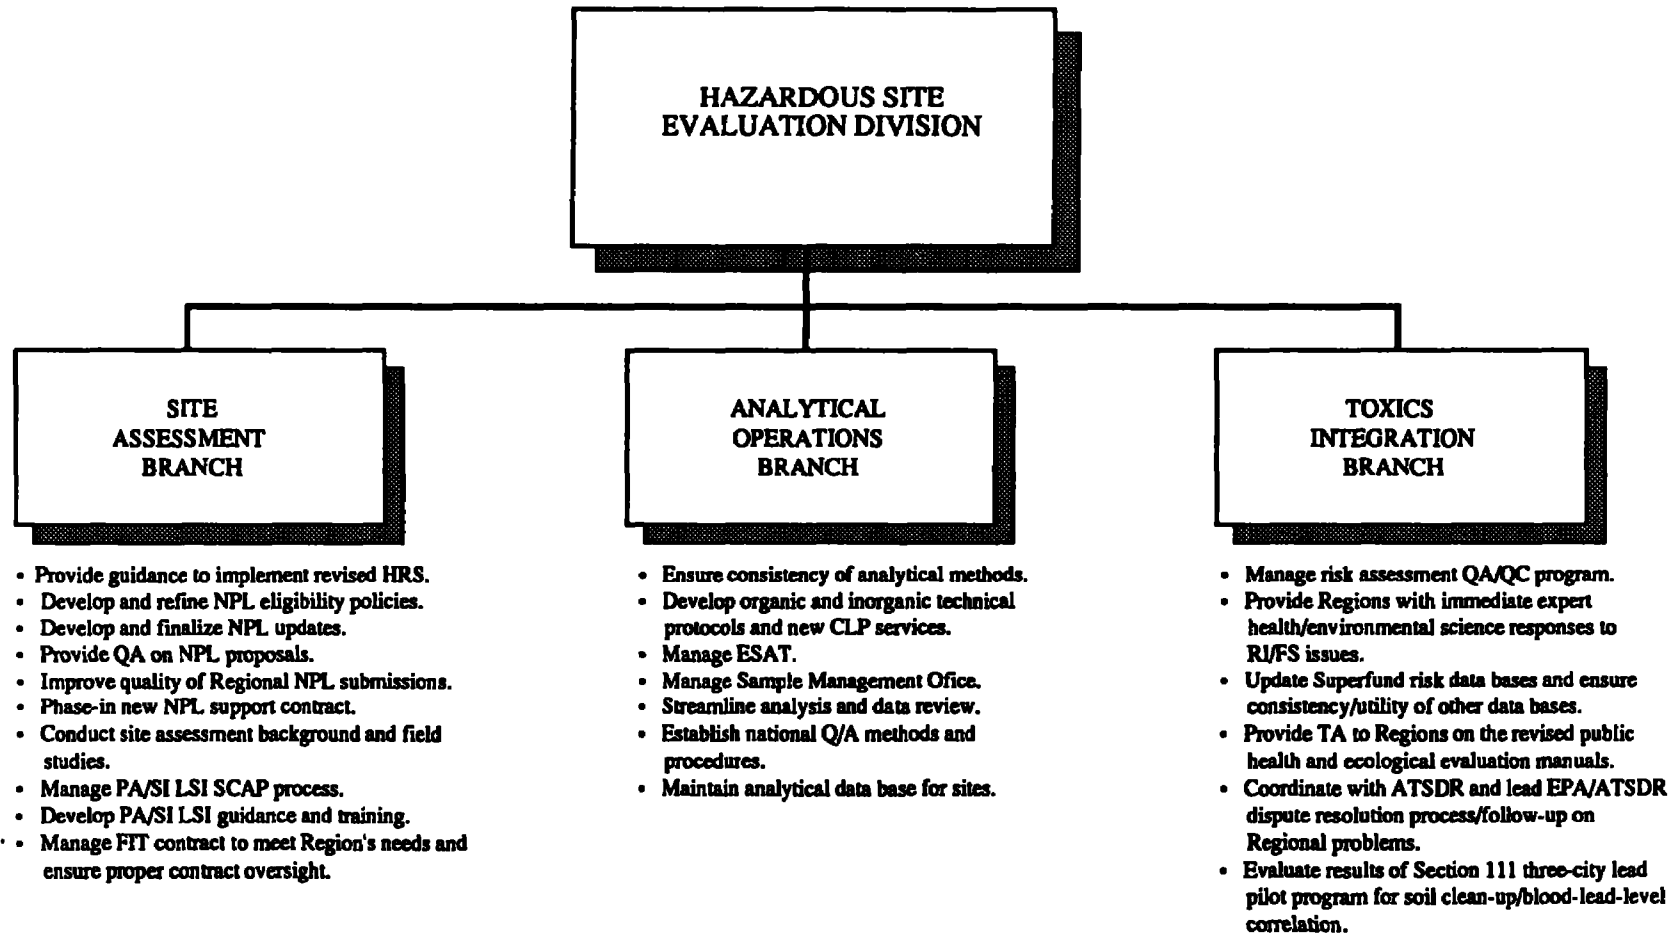 HAZARDOUS SITE
EVALUATION DIVISION
SITE
ASSESSMENT
BRANCH
• Provide guidance to implement revised HRS.
• Develop and refine NPL eligibility policies.
• Develop and finalize NPL updates.
• Provide QA on NPL proposals.
• Improve quality of Regional NPL submissions.
• Phase-in new NPL support contract.
• Conduct site assessment background and field
studies.
• Manage PA/SI LSI SCAP process.
• Develop PA/SI LSI guidance and training.
• Manage FIT contract to meet Region's needs and
ensure proper contract oversight.
ANALYTICAL
OPERATIONS
BRANCH
• Ensure consistency of analytical methods.
• Develop organic and inorganic technical
protocols and new CLP services.
• Manage ESAT.
• Manage Sample Management Ofice.
• Streamline analysis and data review.
• Establish national Q/A methods and
procedures.
• Maintain analytical data base for sites.
TOXICS
INTEGRATION
BRANCH
• Manage risk assessment QA/QC program.
• Provide Regions with immediate expert
health/environmental science responses to
RI/FS issues.
• Update Superfund risk data bases and ensure
consistency/utility of other data bases.
• Provide TA to Regions on the revised public
health and ecological evaluation manuals.
• Coordinate with ATSDR and lead EPA/ATSDR
dispute resolution process/follow-up on
Regional problems.
• Evaluate results of Section 111 three-city lead
pilot program for soil clean-up/blood-lead-level
correlation.